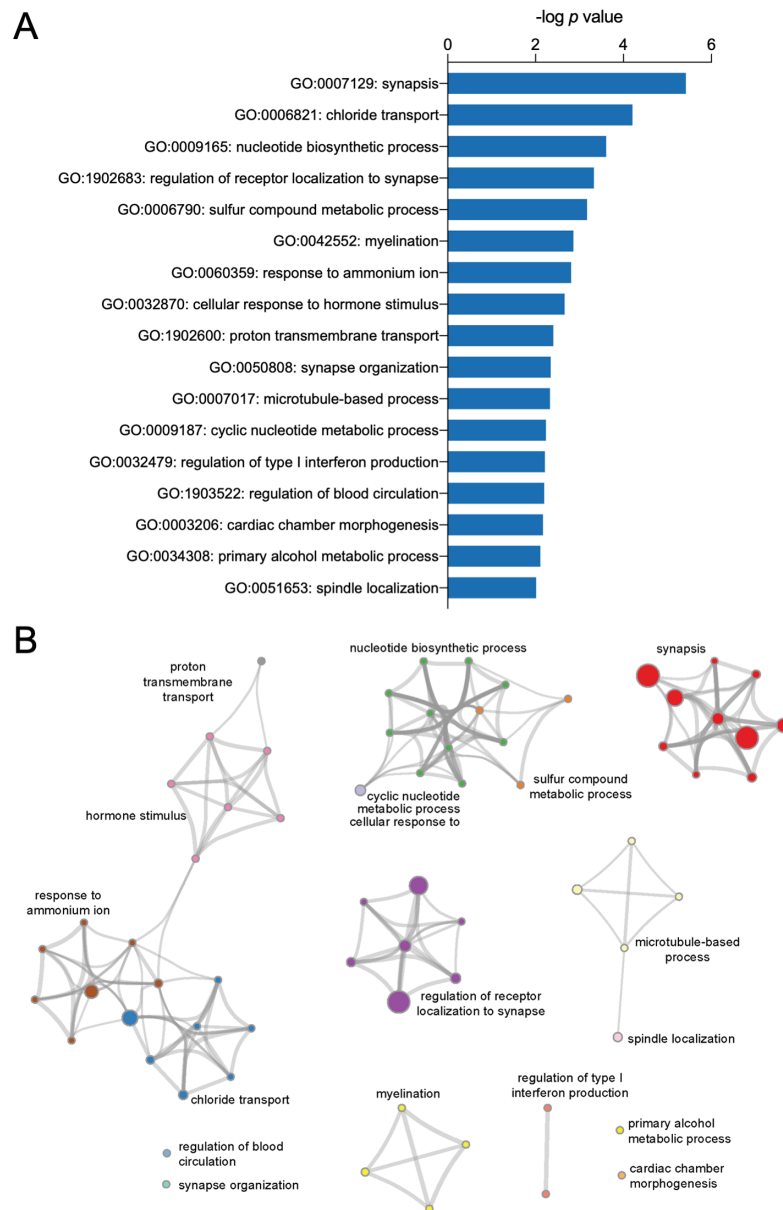 A
-log p value
0 2 4 6
GO:0007129: synapsis
GO:0006821: chloride transport
GO:0009165: nucleotide biosynthetic process
GO:1902683: regulation of receptor localization to synapse
GO:0006790: sulfur compound metabolic process
GO:0042552: myelination
GO:0060359: response to ammonium ion
GO:0032870: cellular response to hormone stimulus
GO:1902600: proton transmembrane transport
GO:0050808: synapse organization
GO:0007017: microtubule-based process
GO:0009187: cyclic nucleotide metabolic process
GO:0032479: regulation of type I interferon production
GO:1903522: regulation of blood circulation
GO:0003206: cardiac chamber morphogenesis
GO:0034308: primary alcohol metabolic process
GO:0051653: spindle localization
B
proton
transmembrane
transport
nucleotide biosynthetic process
synapsis
hormone stimulus
cyclic nucleotide
metabolic process
cellular response to
sulfur compound
metabolic process
response to
ammonium ion
regulation of receptor
localization to synapse
microtubule-based
process
spindle localization
chloride transport
myelination
regulation of type I
interferon production
primary alcohol
metabolic process
regulation of blood
circulation
synapse organization
cardiac chamber
morphogenesis